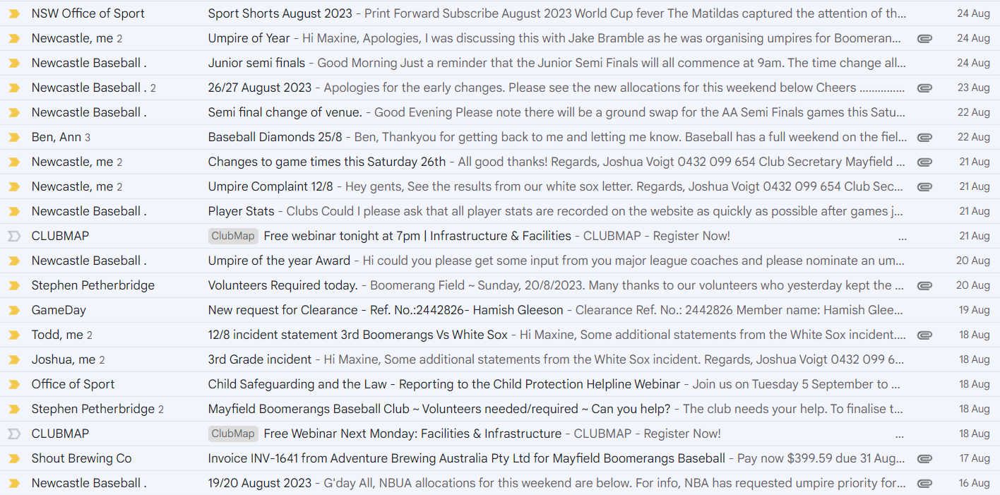 NSW Office of Sport Sport Shorts August 2023 - Print Forward Subscribe August 2023 World Cup fever The Matildas captured the attention of th... 24 Aug
Newcastle, me 2 Umpire of Year - Hi Maxine, Apologies, I was discussing this with Jake Bramble as he was organising umpires for Boomeran... 24 Aug
Newcastle Baseball . Junior semi finals - Good Morning Just a reminder that the Junior Semi Finals will all commence at 9am. The time change all... 24 Aug
Newcastle Baseball . 2 26/27 August 2023 - Apologies for the early changes. Please see the new allocations for this weekend below Cheers ............... 23 Aug
Newcastle Baseball . Semi final change of venue. - Good Evening Please note there will be a ground swap for the AA Semi Finals games this Satu... 22 Aug
Ben, Ann 3 Baseball Diamonds 25/8 - Ben, Thankyou for getting back to me and letting me know. Baseball has a full weekend on the fiel... 22 Aug
Newcastle, me 2 Changes to game times this Saturday 26th - All good thanks! Regards, Joshua Voigt 0432 099 654 Club Secretary Mayfield ... 21 Aug
Newcastle, me 2 Umpire Complaint 12/8 - Hey gents, See the results from our white sox letter. Regards, Joshua Voigt 0432 099 654 Club Sec... 21 Aug
Newcastle Baseball . Player Stats - Clubs Could I please ask that all player stats are recorded on the website as quickly as possible after games j... 21 Aug
CLUBMAP ClubMap Free webinar tonight at 7pm | Infrastructure & Facilities - CLUBMAP - Register Now! ... 21 Aug
Newcastle Baseball . Umpire of the year Award - Hi could you please get some input from you major league coaches and please nominate an um... 20 Aug
Stephen Petherbridge Volunteers Required today. - Boomerang Field ~ Sunday, 20/8/2023. Many thanks to our volunteers who yesterday kept the ... 20 Aug
GameDay New request for Clearance - Ref. No.:2442826- Hamish Gleeson - Clearance Ref. No.: 2442826 Member name: Hamish Glee... 19 Aug
Todd, me 2 12/8 incident statement 3rd Boomerangs Vs White Sox - Hi Maxine, Some additional statements from the White Sox incident.... 18 Aug
Joshua, me 2 3rd Grade incident - Hi Maxine, Some additional statements from the White Sox incident. Regards, Joshua Voigt 0432 099 6... 18 Aug
Office of Sport Child Safeguarding and the Law - Reporting to the Child Protection Helpline Webinar - Join us on Tuesday 5 September to ... 18 Aug
Stephen Petherbridge 2 Mayfield Boomerangs Baseball Club ~ Volunteers needed/required ~ Can you help? - The club needs your help. To finalise t... 18 Aug
CLUBMAP ClubMap Free Webinar Next Monday: Facilities & Infrastructure - CLUBMAP - Register Now! ... 18 Aug
Shout Brewing Co Invoice INV-1641 from Adventure Brewing Australia Pty Ltd for Mayfield Boomerangs Baseball - Pay now $399.59 due 31 Aug... 17 Aug
Newcastle Baseball . 19/20 August 2023 - G'day All, NBUA allocations for this weekend are below. For info, NBA has requested umpire priority for... 16 Aug